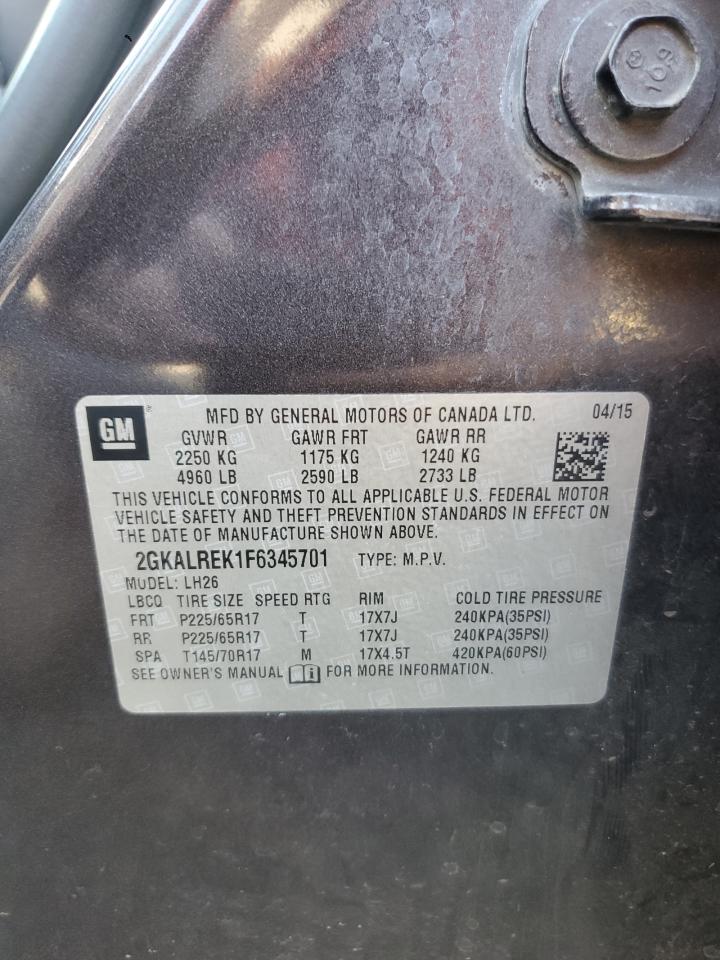 GM ® MFD BY GENERAL MOTORS OF CANADA LTD. 04/15
GVWR GAWR FRT GAWR RR
2250 KG 1175 KG 1240 KG
4960 LB 2590 LB 2733 LB
THIS VEHICLE CONFORMS TO ALL APPLICABLE U.S. FEDERAL MOTOR
VEHICLE SAFETY AND THEFT PREVENTION STANDARDS IN EFFECT ON
THE DATE OF MANUFACTURE SHOWN ABOVE.
2GKALREK1F6345701 TYPE: M.P.V.
MODEL: LH26
LBCQ TIRE SIZE SPEED RTG RIM COLD TIRE PRESSURE
FRT P225/65R17 T 17X7J 240KPA(35PSI)
RR P225/65R17 T 17X7J 240KPA(35PSI)
SPA T145/70R17 M 17X4.5T 420KPA(60PSI)
SEE OWNER'S MANUAL i FOR MORE INFORMATION.